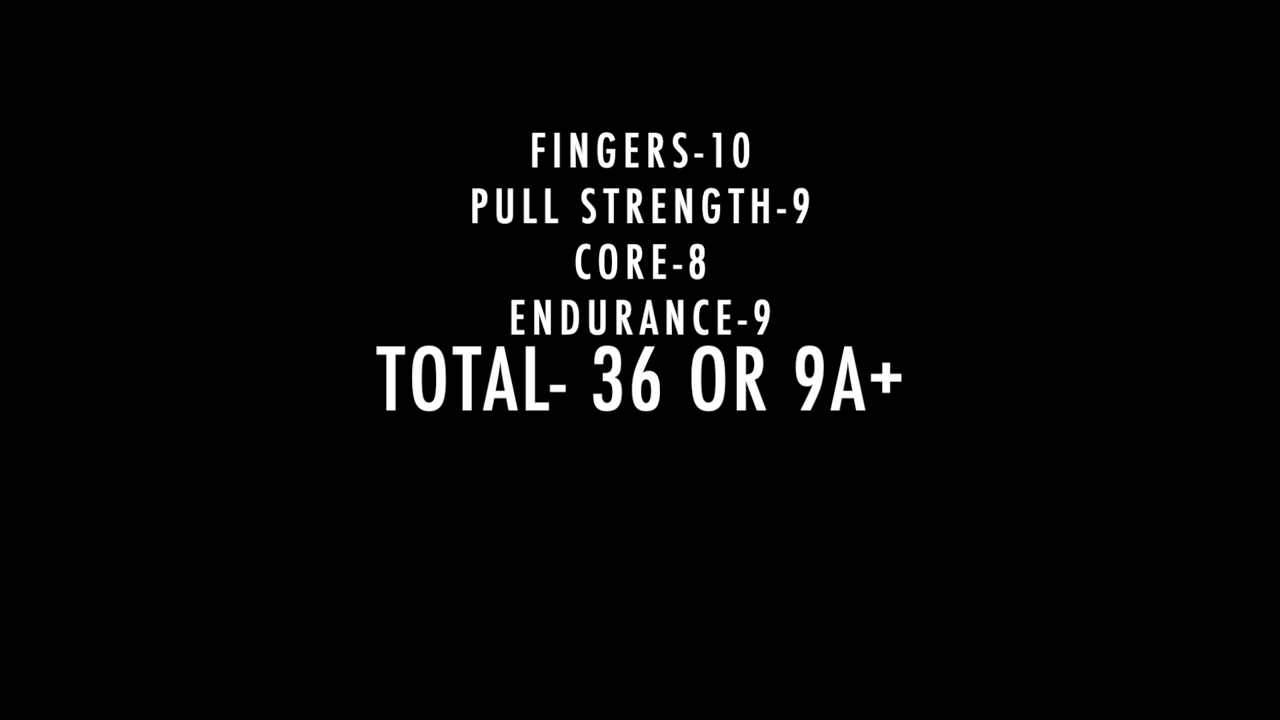 FINGERS-10
PULL STRENGTH-9
CORE-8
ENDURANCE-9
TOTAL- 36 OR 9A+